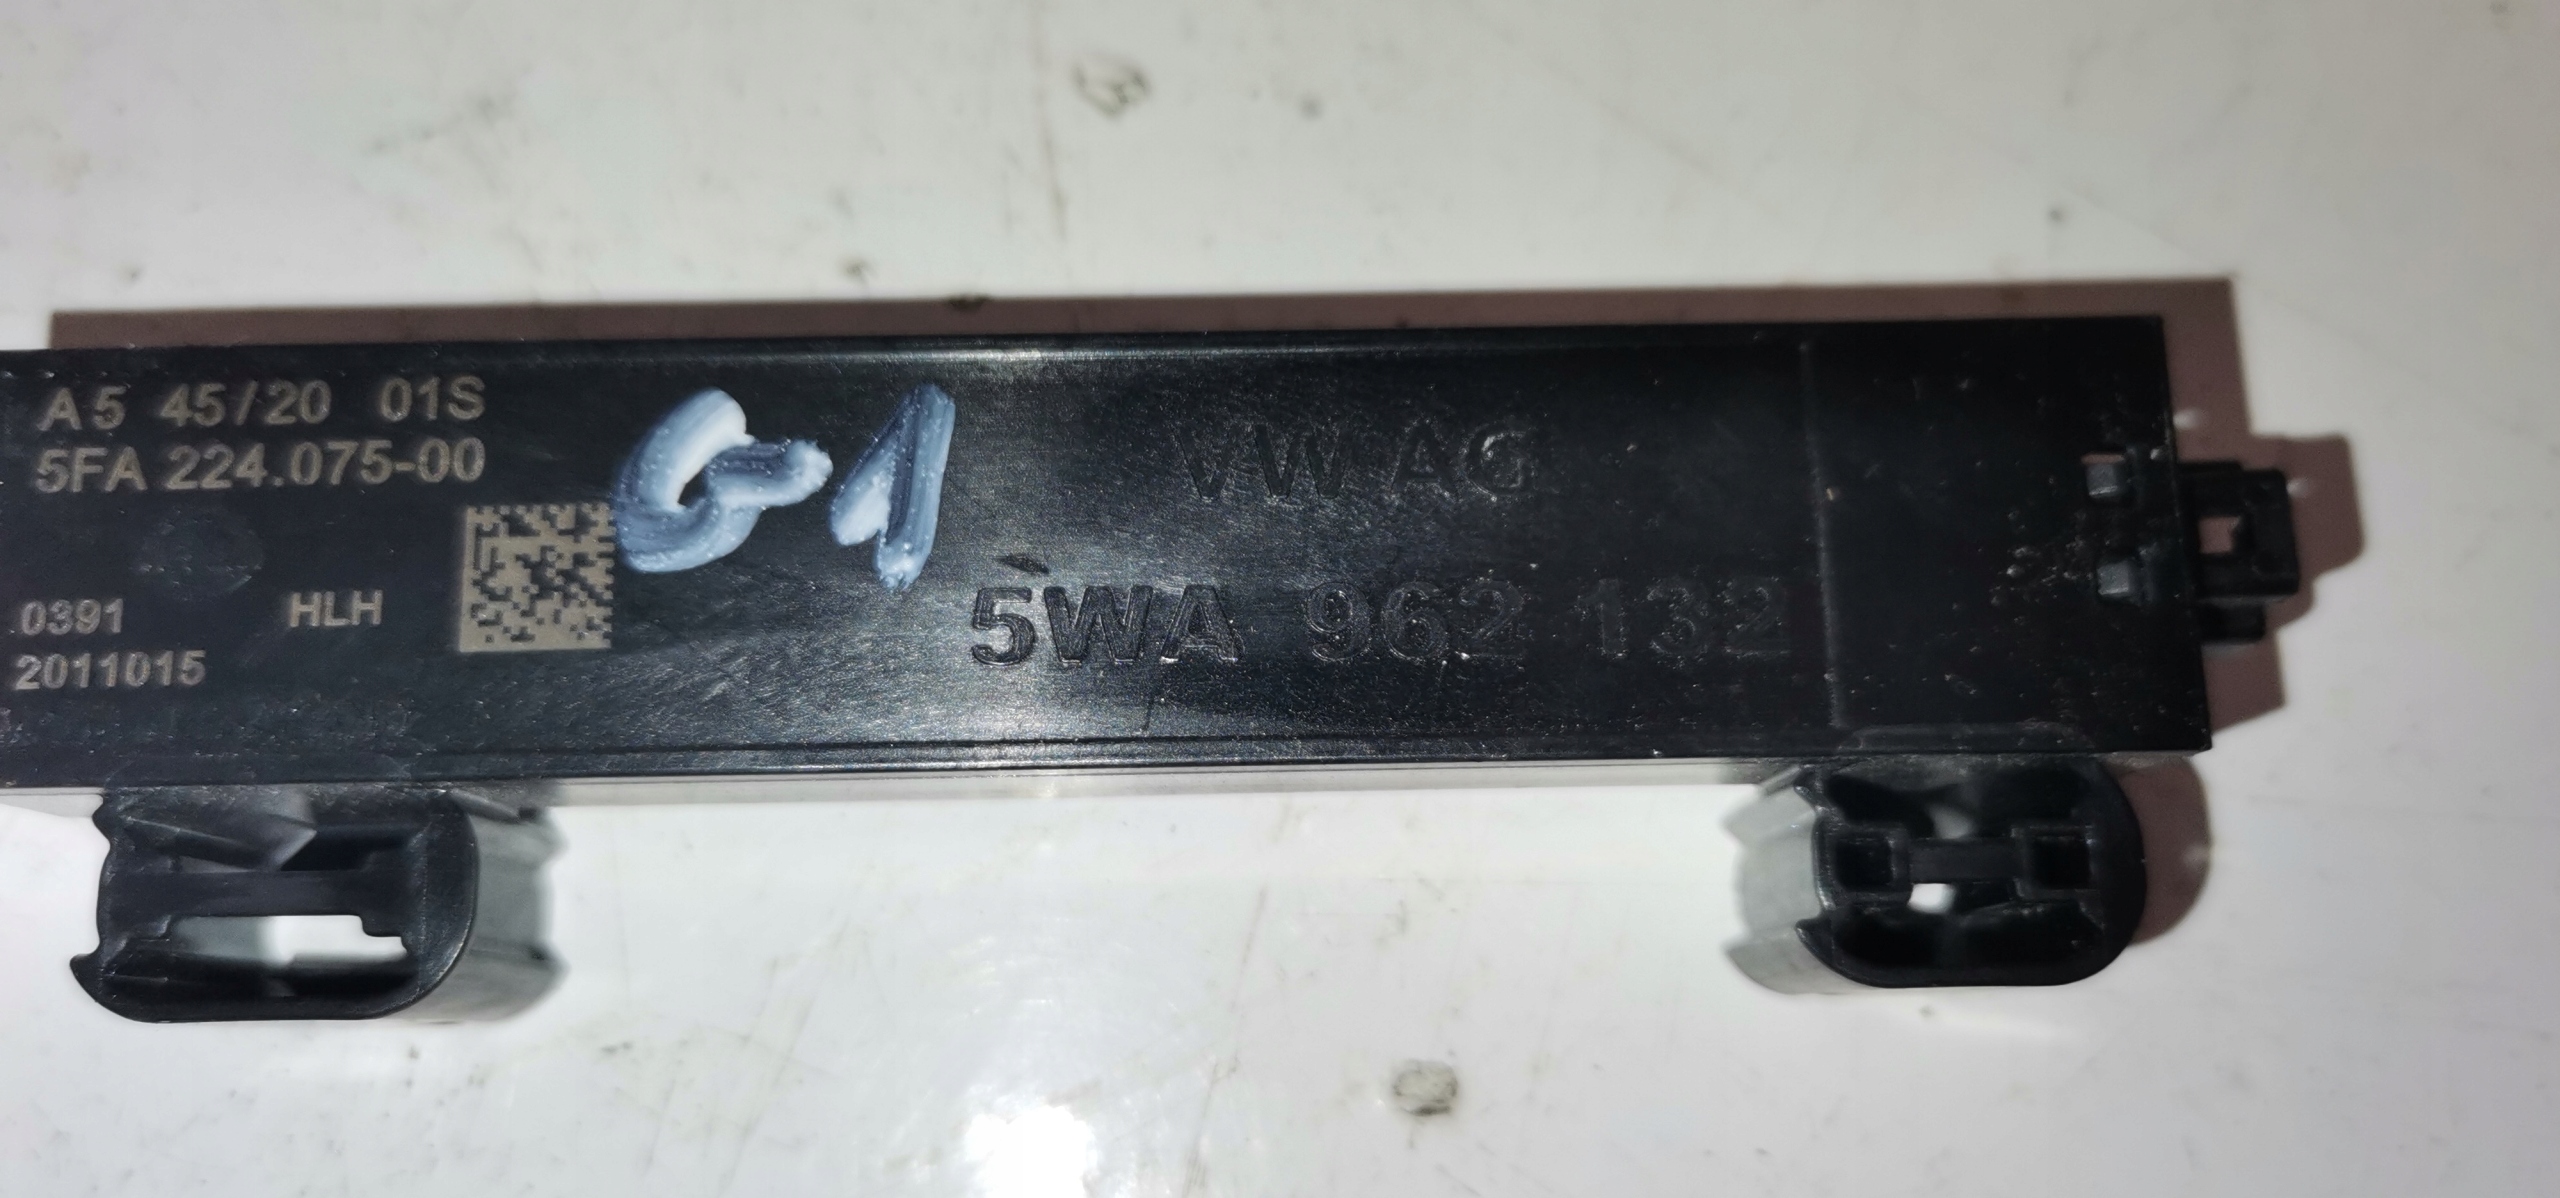 A5 45/20 01S
5FA 224.075-00
0391 HLH
2011015
G1
VW AG
5WA 962 132